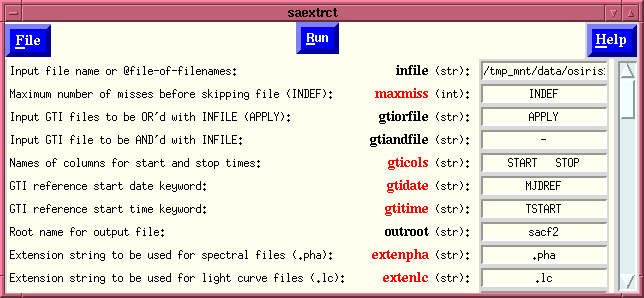 saextrct
File Run Help
Input file name or @file-of-filenames: infile (str): /tmp_mnt/data/osiris
Maximum number of misses before skipping file (INDEF): maxmiss (int): INDEF
Input GTI files to be OR'd with INFILE (APPLY): gtiorfile (str): APPLY
Input GTI file to be AND'd with INFILE: gtiandfile (str): -
Names of columns for start and stop times: gticols (str): START STOP
GTI reference start date keyword: gtidate (str): MJDREF
GTI reference start time keyword: gtitime (str): TSTART
Root name for output file: outroot (str): sacf2
Extension string to be used for spectral files (.pha): extenpha (str): .pha
Extension string to be used for light curve files (.lc): extenlc (str): .lc